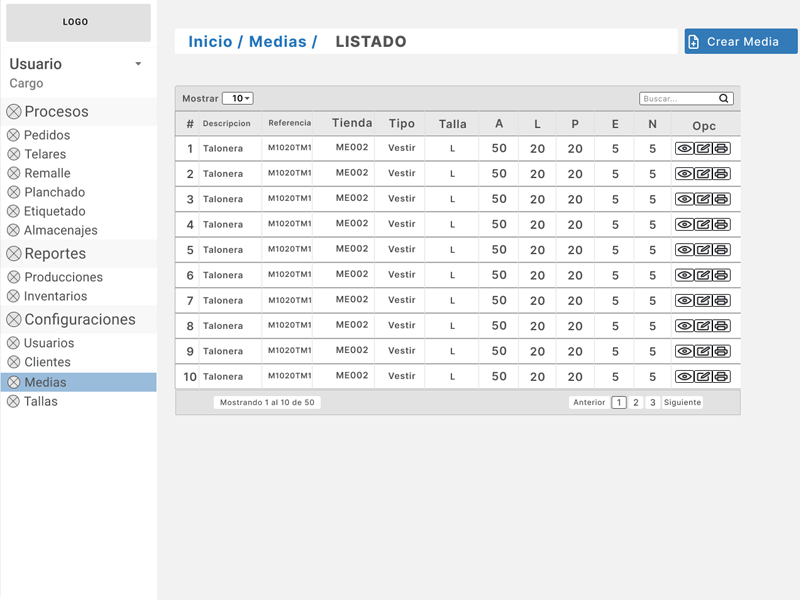 LOGO
Usuario
Cargo
Procesos
Pedidos
Telares
Remalle
Planchado
Etiquetado
Almacenajes
Reportes
Producciones
Inventarios
Configuraciones
Usuarios
Clientes
Medias
Tallas
Inicio / Medias / LISTADO
Crear Media
Mostrar 10 Buscar...
# Descripcion Referencia Tienda Tipo Talla A L P E N Opc
1 Talonera M1020TM1 ME002 Vestir L 50 20 20 5 5
2 Talonera M1020TM1 ME002 Vestir L 50 20 20 5 5
3 Talonera M1020TM1 ME002 Vestir L 50 20 20 5 5
4 Talonera M1020TM1 ME002 Vestir L 50 20 20 5 5
5 Talonera M1020TM1 ME002 Vestir L 50 20 20 5 5
6 Talonera M1020TM1 ME002 Vestir L 50 20 20 5 5
7 Talonera M1020TM1 ME002 Vestir L 50 20 20 5 5
8 Talonera M1020TM1 ME002 Vestir L 50 20 20 5 5
9 Talonera M1020TM1 ME002 Vestir L 50 20 20 5 5
10 Talonera M1020TM1 ME002 Vestir L 50 20 20 5 5
Mostrando 1 al 10 de 50 Anterior 1 2 3 Siguiente